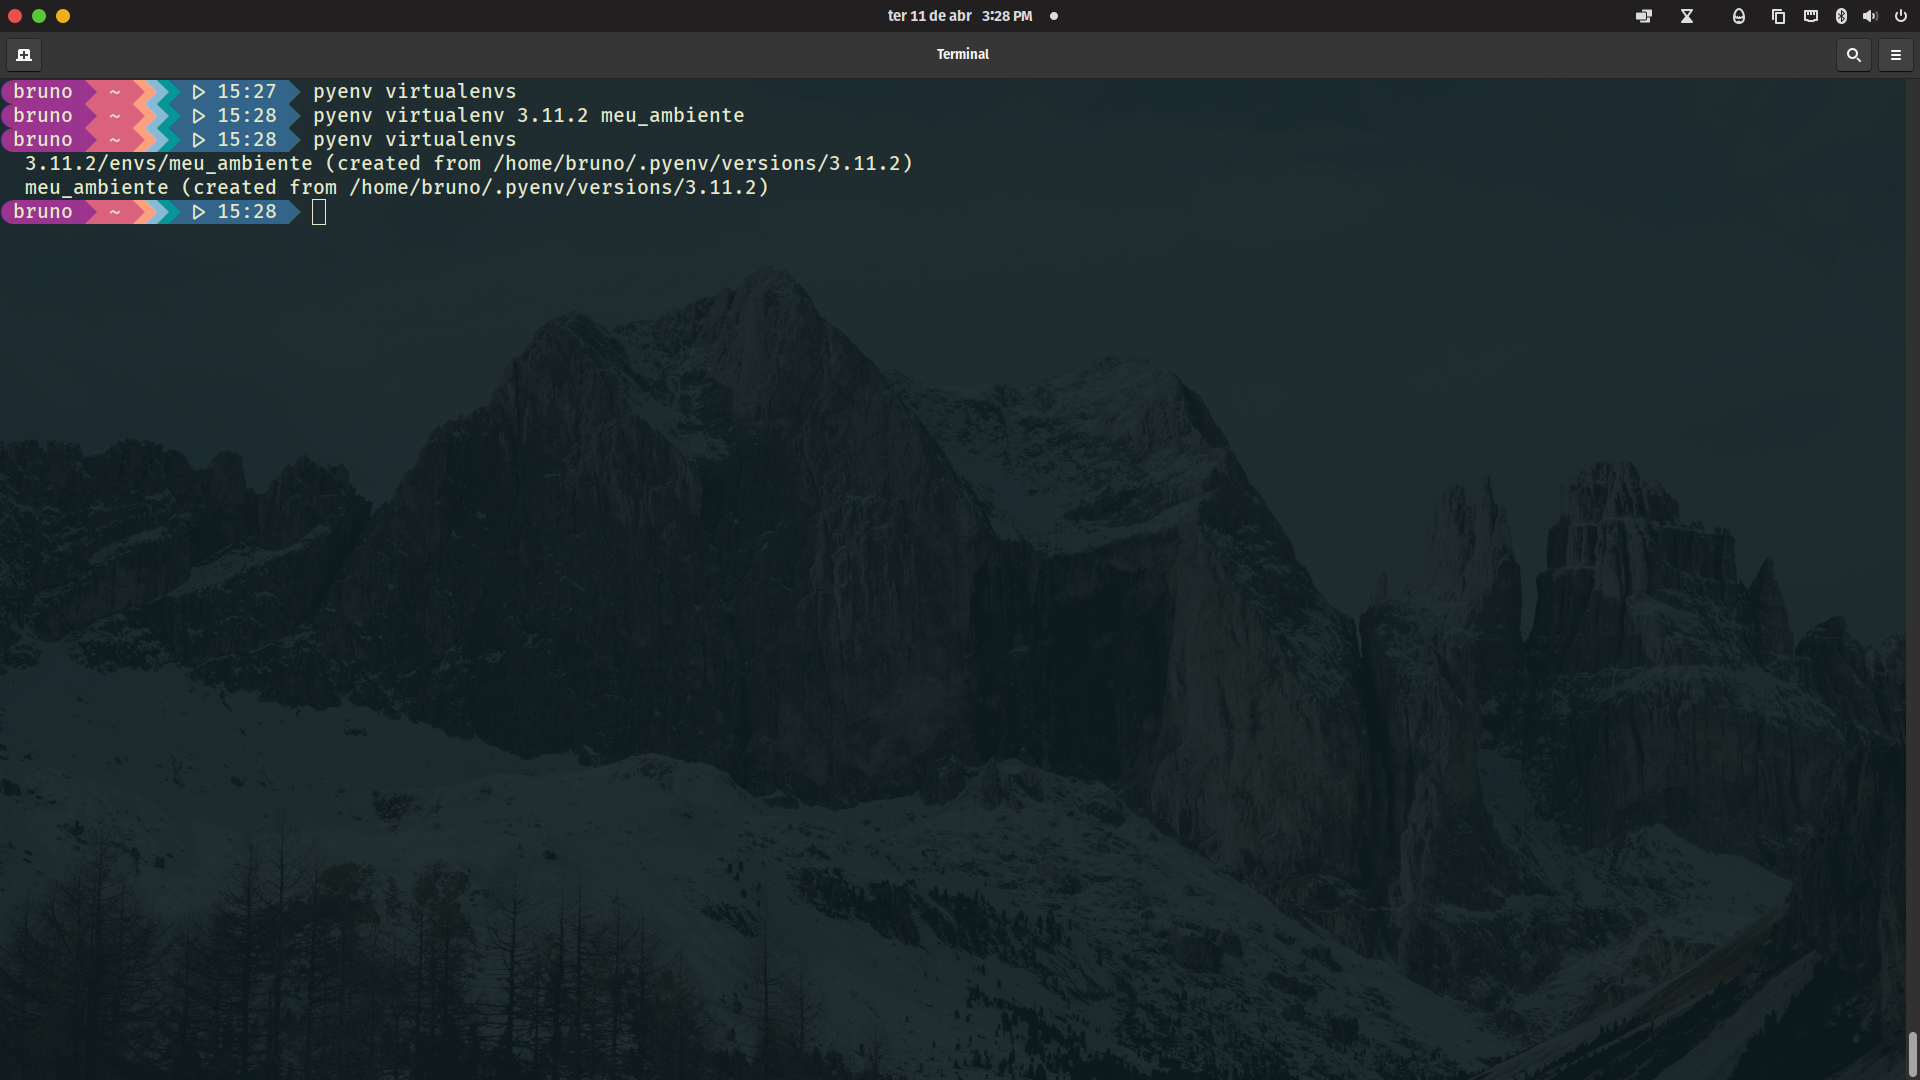 ter 11 de abr 3:28 PM
Terminal
bruno ~ 15:27 pyenv virtualenvs
bruno ~ 15:28 pyenv virtualenv 3.11.2 meu_ambiente
bruno ~ 15:28 pyenv virtualenvs
3.11.2/envs/meu_ambiente (created from /home/bruno/.pyenv/versions/3.11.2)
meu_ambiente (created from /home/bruno/.pyenv/versions/3.11.2)
bruno ~ 15:28